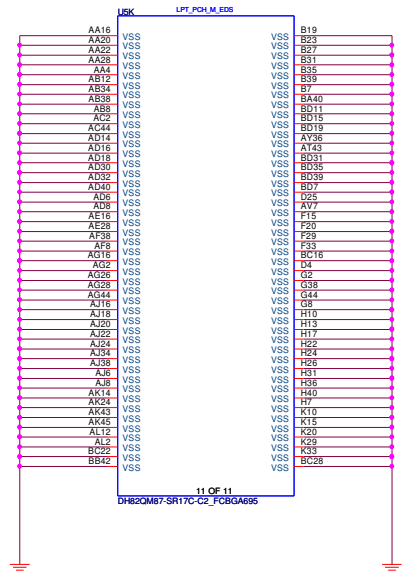 U5K LPT_PCH_M_EDS
AA16 VSS VSS B19
AA20 VSS VSS B23
AA22 VSS VSS B27
AA28 VSS VSS B31
AA4 VSS VSS B35
AB12 VSS VSS B39
AB34 VSS VSS B7
AB38 VSS VSS BA40
AB8 VSS VSS BD11
AC2 VSS VSS BD15
AC44 VSS VSS BD19
AD14 VSS VSS AY36
AD16 VSS VSS AT43
AD18 VSS VSS BD31
AD30 VSS VSS BD35
AD32 VSS VSS BD39
AD40 VSS VSS BD7
AD6 VSS VSS D25
AD8 VSS VSS AV7
AE16 VSS VSS F15
AE28 VSS VSS F20
AF38 VSS VSS F29
AF8 VSS VSS F33
AG16 VSS VSS BC16
AG2 VSS VSS D4
AG26 VSS VSS G2
AG28 VSS VSS G38
AG44 VSS VSS G44
AJ16 VSS VSS G8
AJ18 VSS VSS H10
AJ20 VSS VSS H13
AJ22 VSS VSS H17
AJ24 VSS VSS H22
AJ34 VSS VSS H24
AJ38 VSS VSS H26
AJ6 VSS VSS H31
AJ8 VSS VSS H36
AK14 VSS VSS H40
AK24 VSS VSS H7
AK43 VSS VSS K10
AK45 VSS VSS K15
AL12 VSS VSS K20
AL2 VSS VSS K29
BC22 VSS VSS K33
BB42 VSS VSS BC28
11 OF 11
DH82QM87-SR17C-C2_FCBGA695